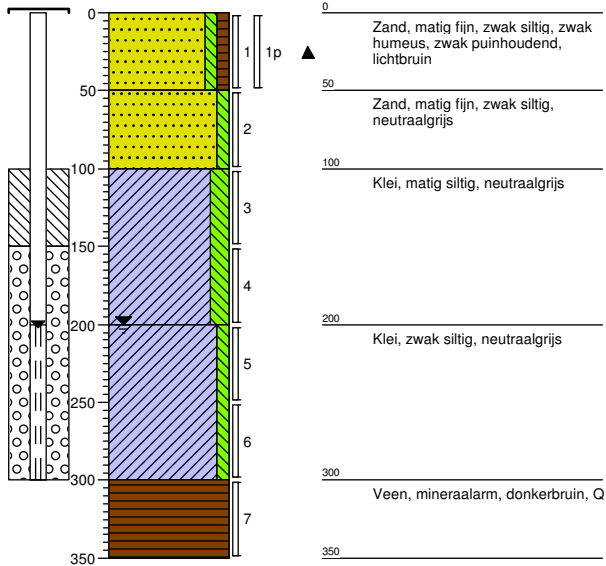 0
50
100
150
200
250
300
350
1
1p
2
3
4
5
6
7
0
Zand, matig fijn, zwak siltig, zwak
humeus, zwak puinhoudend,
lichtbruin
50
Zand, matig fijn, zwak siltig,
neutraalgrijs
100
Klei, matig siltig, neutraalgrijs
200
Klei, zwak siltig, neutraalgrijs
300
Veen, mineraalarm, donkerbruin, Q
350